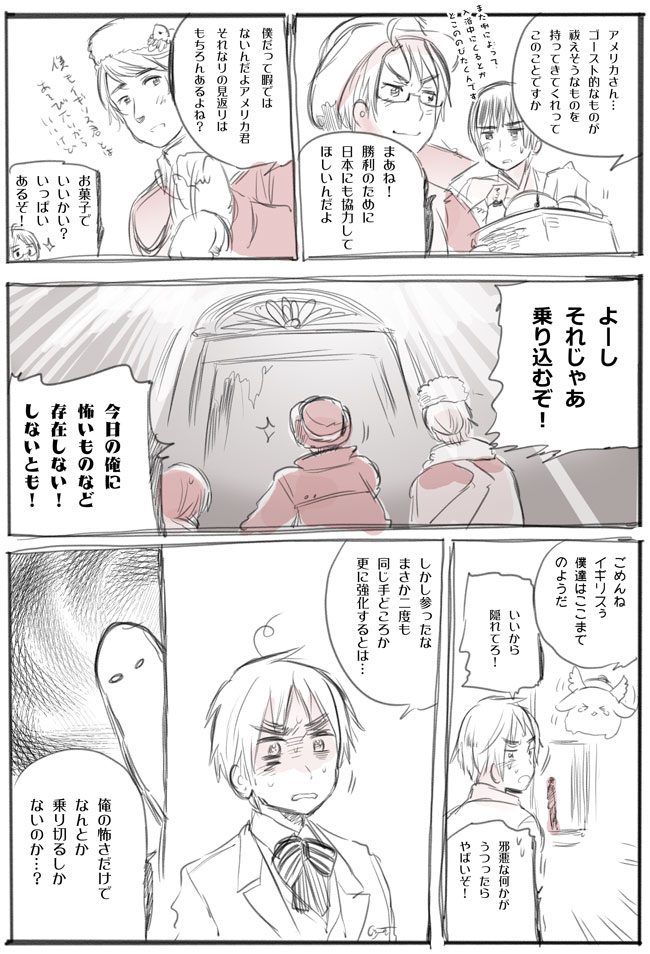 アメリカさん…
ゴースト的なものが
祓えそうなものを
持ってきてくれって
このことですか
また例によって…
入浴中にくるとか
どこののびたくんです
まあね！
勝利のために
日本にも協力して
ほしいんだよ
僕だって暇では
ないんだよアメリカ君
それなりの見返りは
もちろんあるよね？
僕もイギリス君とは
あそびたいから
いいけど
お菓子で
いいかい？
いっぱい
あるぞ！
よーし
それじゃあ
乗り込むぞ！
今日の俺に
怖いものなど
存在しない！
しないとも！
ごめんね
イギリスぅ
僕達はここまで
のようだ
いいから
隠れてろ！
邪悪な何かが
うつったら
やばいぞ！
しかし参ったな
まさか二度も
同じ手どころか
更に強化するとは…
俺の怖さだけで
なんとか
乗り切るしか
ないのか…？